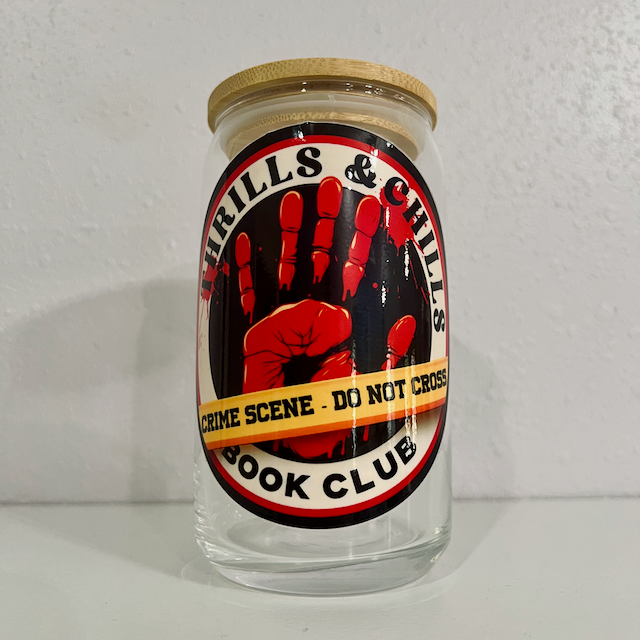 THRILLS & CHILLS
CRIME SCENE - DO NOT CROSS
BOOK CLUB